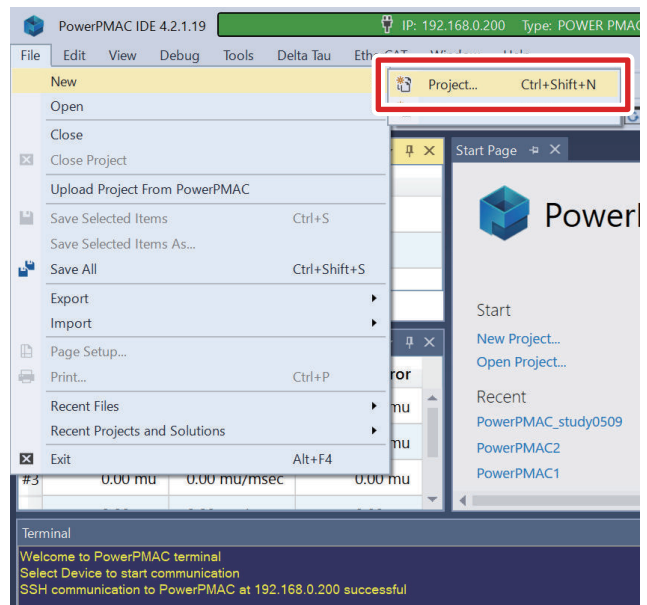 PowerPMAC IDE 4.2.1.19
IP: 192.168.0.200 Type: POWER PMAC
File Edit View Debug Tools Delta Tau
New
Project... Ctrl+Shift+N
Open
Close
Start Page
Close Project
Upload Project From PowerPMAC
Save Selected Items Ctrl+S
Save Selected Items As...
Save All Ctrl+Shift+S
Export
Start
Import
New Project...
Page Setup...
Open Project...
Print... Ctrl+P
Recent
Recent Files
mu
PowerPMAC_study0509
Recent Projects and Solutions
mu
PowerPMAC2
Exit Alt+F4
PowerPMAC1
#3 0.00 mu 0.00 mu/msec 0.00 mu
Terminal
Welcome to PowerPMAC terminal
Select Device to start communication
SSH communication to PowerPMAC at 192.168.0.200 successful